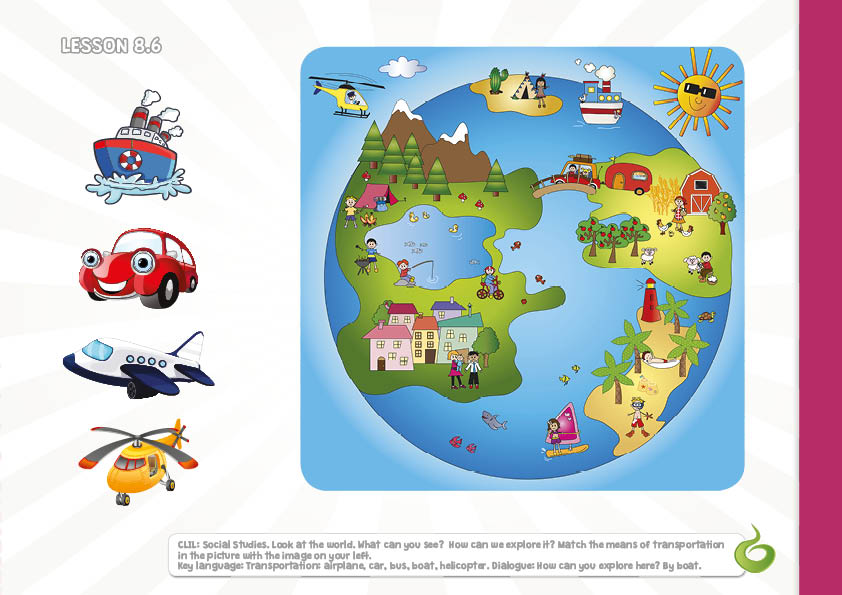 LESSON 8.6
CLIL: Social Studies. Look at the world. What can you see? How can we explore it? Match the means of transportation
in the picture with the image on your left.
Key language: Transportation: airplane, car, bus, boat, helicopter. Dialogue: How can you explore here? By boat.